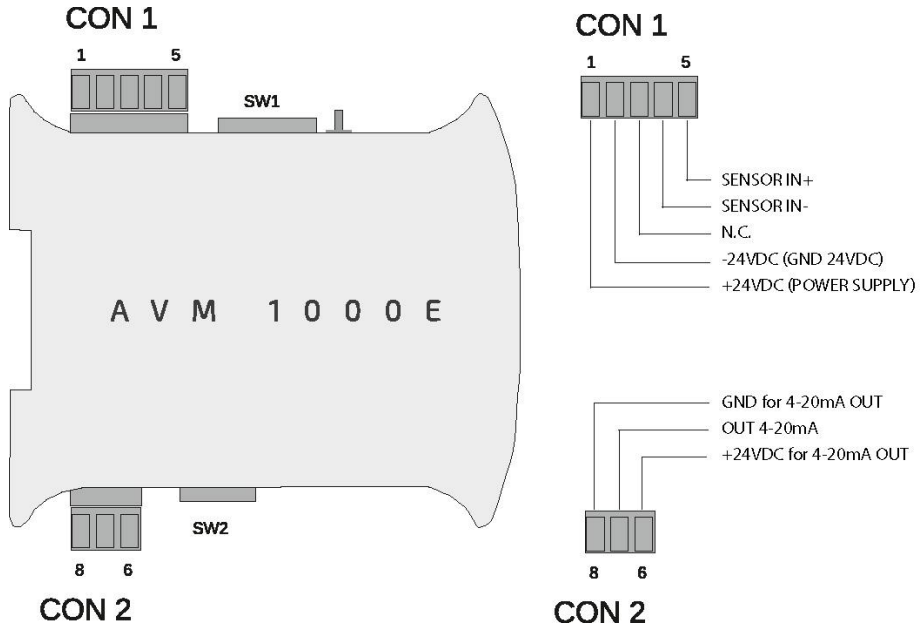 CON 1
1 5
SW1
A V M 1 0 0 0 E
SW2
8 6
CON 2
CON 1
1 5
SENSOR IN+
SENSOR IN-
N.C.
-24VDC (GND 24VDC)
+24VDC (POWER SUPPLY)
GND for 4-20mA OUT
OUT 4-20mA
+24VDC for 4-20mA OUT
8 6
CON 2